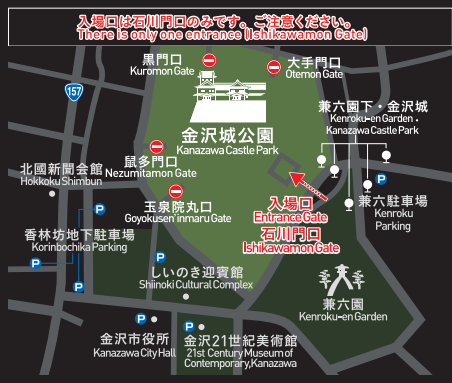 入場口は石川門口のみです。ご注意ください。
There is only one entrance (Ishikawamon Gate)
黒門口
Kuromon Gate
大手門口
Otemon Gate
157
兼六園下・金沢城
Kenroku-en Garden・
Kanazawa Castle Park
金沢城公園
Kanazawa Castle Park
鼠多門口
Nezumitamon Gate
北國新聞会館
Hokkoku Shimbun
玉泉院丸口
Goyokusen'inmaru Gate
入場口
Entrance Gate
石川門口
Ishikawamon Gate
P
兼六駐車場
Kenroku
Parking
P
香林坊地下駐車場
Korinbochika Parking
P
P
しいのき迎賓館
Shiinoki Cultural Complex
P
兼六園
Kenroku-en Garden
P
金沢市役所
Kanazawa City Hall
P
金沢21世紀美術館
21st Century Museum of
Contemporary,Kanazawa